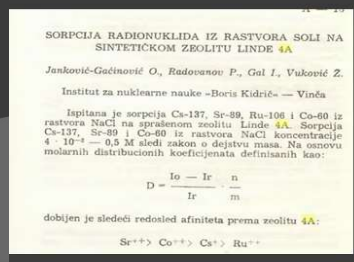 SORPCIJA RADIONUKLIDA IZ RASTVORA SOLI NA
SINTETIČKOM ZEOLITU LINDE 4A
Janković-Gaćinović O., Radovanov P., Gal I., Vuković Ž.
Institut za nuklearne nauke »Boris Kidrič« — Vinča
Ispitana je sorpcija Cs-137, Sr-89, Ru-106 i Co-60 iz
rastvora NaCl na sprašenom zeolitu Linde 4A. Sorpcija
Cs-137, Sr-89 i Co-60 iz rastvora NaCl koncentracije
— 0,5 M sledi zakon o dejstvu masa. Na osnovu
molarnih distribucionih koeficijenata definisanih kao:
D = Io — Ir / Ir · n / m
dobijen je sledeći redosled afiniteta prema zeolitu 4A:
Sr++> Co++> Cs+> Ru++